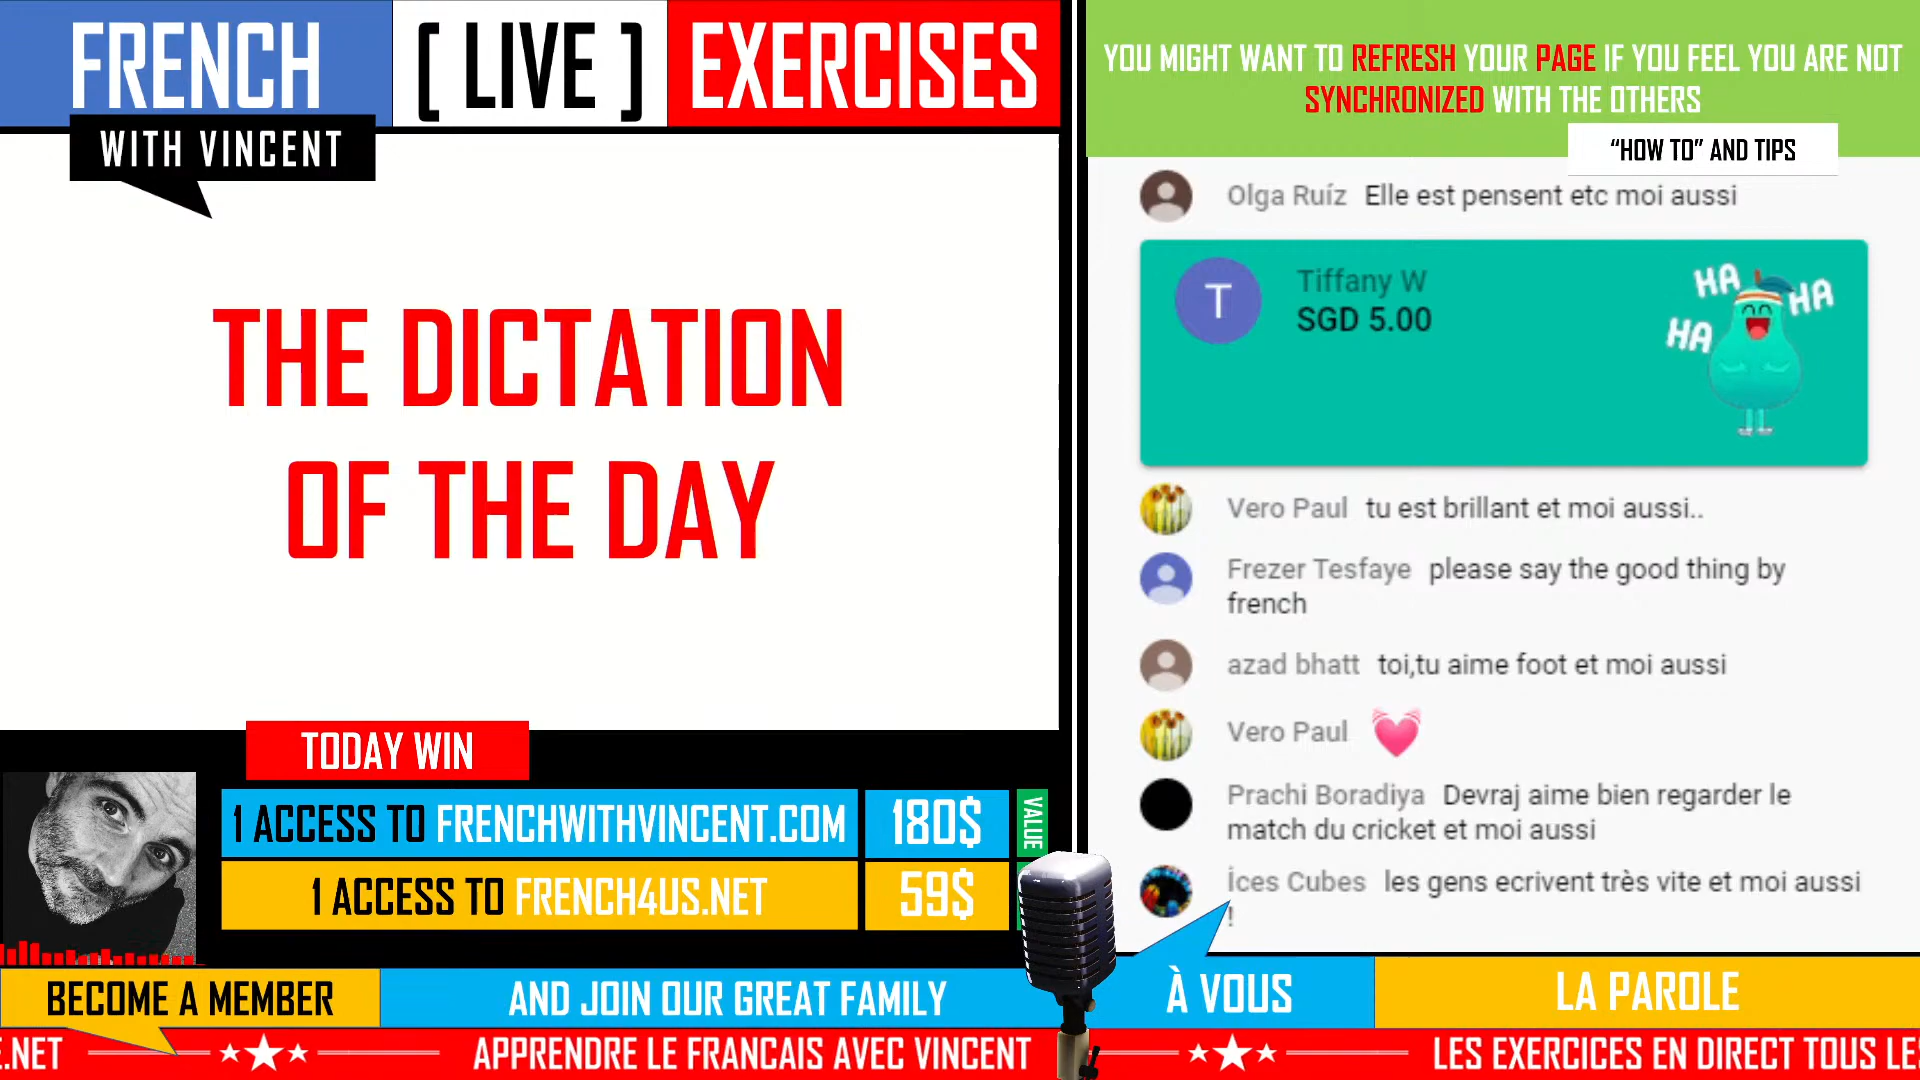 FRENCH [ LIVE ] EXERCISES
WITH VINCENT
THE DICTATION
OF THE DAY
TODAY WIN
1 ACCESS TO FRENCHWITHVINCENT.COM 180$ VALUE
1 ACCESS TO FRENCH4US.NET 59$
BECOME A MEMBER AND JOIN OUR GREAT FAMILY
YOU MIGHT WANT TO REFRESH YOUR PAGE IF YOU FEEL YOU ARE NOT
SYNCHRONIZED WITH THE OTHERS
“HOW TO” AND TIPS
Olga Ruíz Elle est pensent etc moi aussi
T Tiffany W
SGD 5.00
HA
HA
HA
Vero Paul tu est brillant et moi aussi..
Frezer Tesfaye please say the good thing by
french
azad bhatt toi,tu aime foot et moi aussi
Vero Paul
Prachi Boradiya Devraj aime bien regarder le
match du cricket et moi aussi
İces Cubes les gens ecrivent très vite et moi aussi
!
À VOUS LA PAROLE
E.NET APPRENDRE LE FRANCAIS AVEC VINCENT LES EXERCICES EN DIRECT TOUS LES